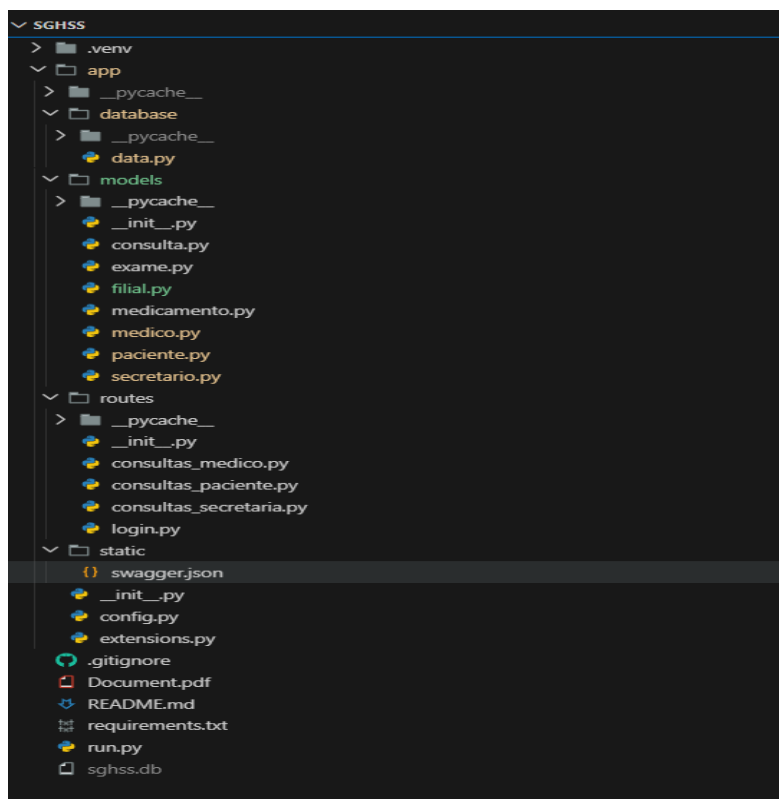 SGHSS
.venv
app
__pycache__
database
__pycache__
data.py
models
__pycache__
__init__.py
consulta.py
exame.py
filial.py
medicamento.py
medico.py
paciente.py
secretario.py
routes
__pycache__
__init__.py
consultas_medico.py
consultas_paciente.py
consultas_secretaria.py
login.py
static
{} swagger.json
__init__.py
config.py
extensions.py
.gitignore
Document.pdf
README.md
requirements.txt
run.py
sghss.db